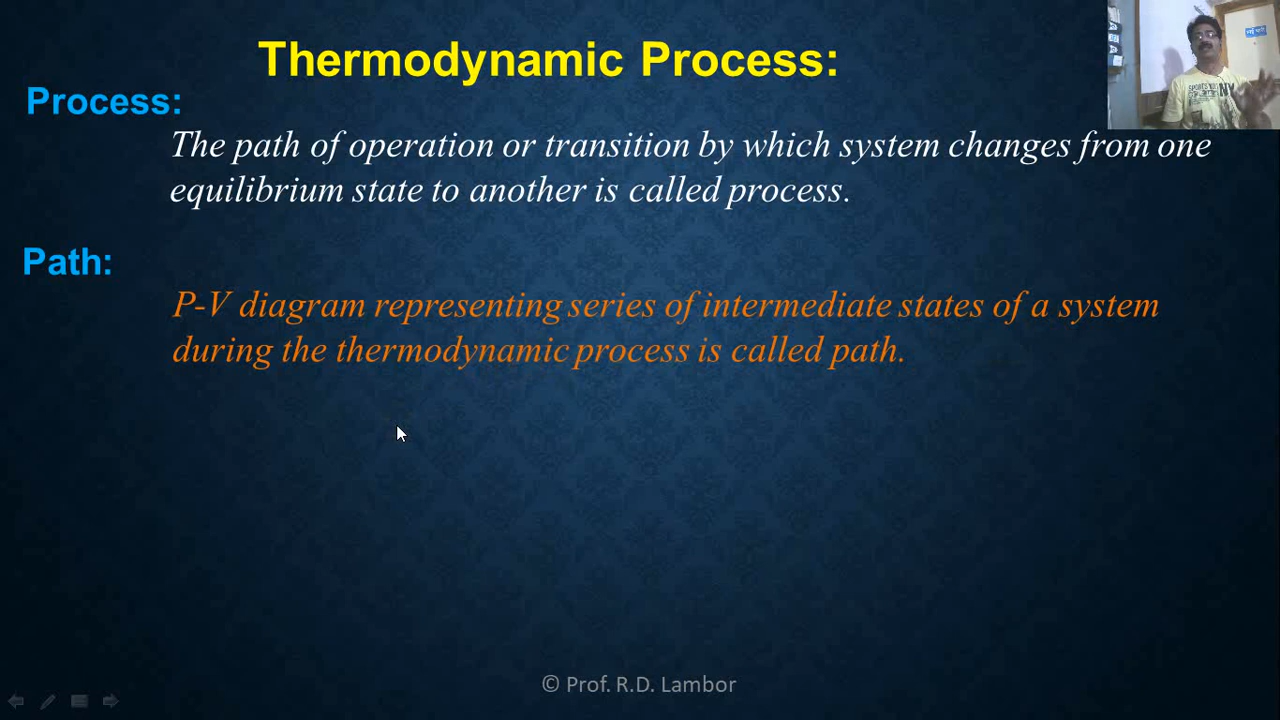 Thermodynamic Process:
Process:
The path of operation or transition by which system changes from one
equilibrium state to another is called process.
Path:
P-V diagram representing series of intermediate states of a system
during the thermodynamic process is called path.
© Prof. R.D. Lambor